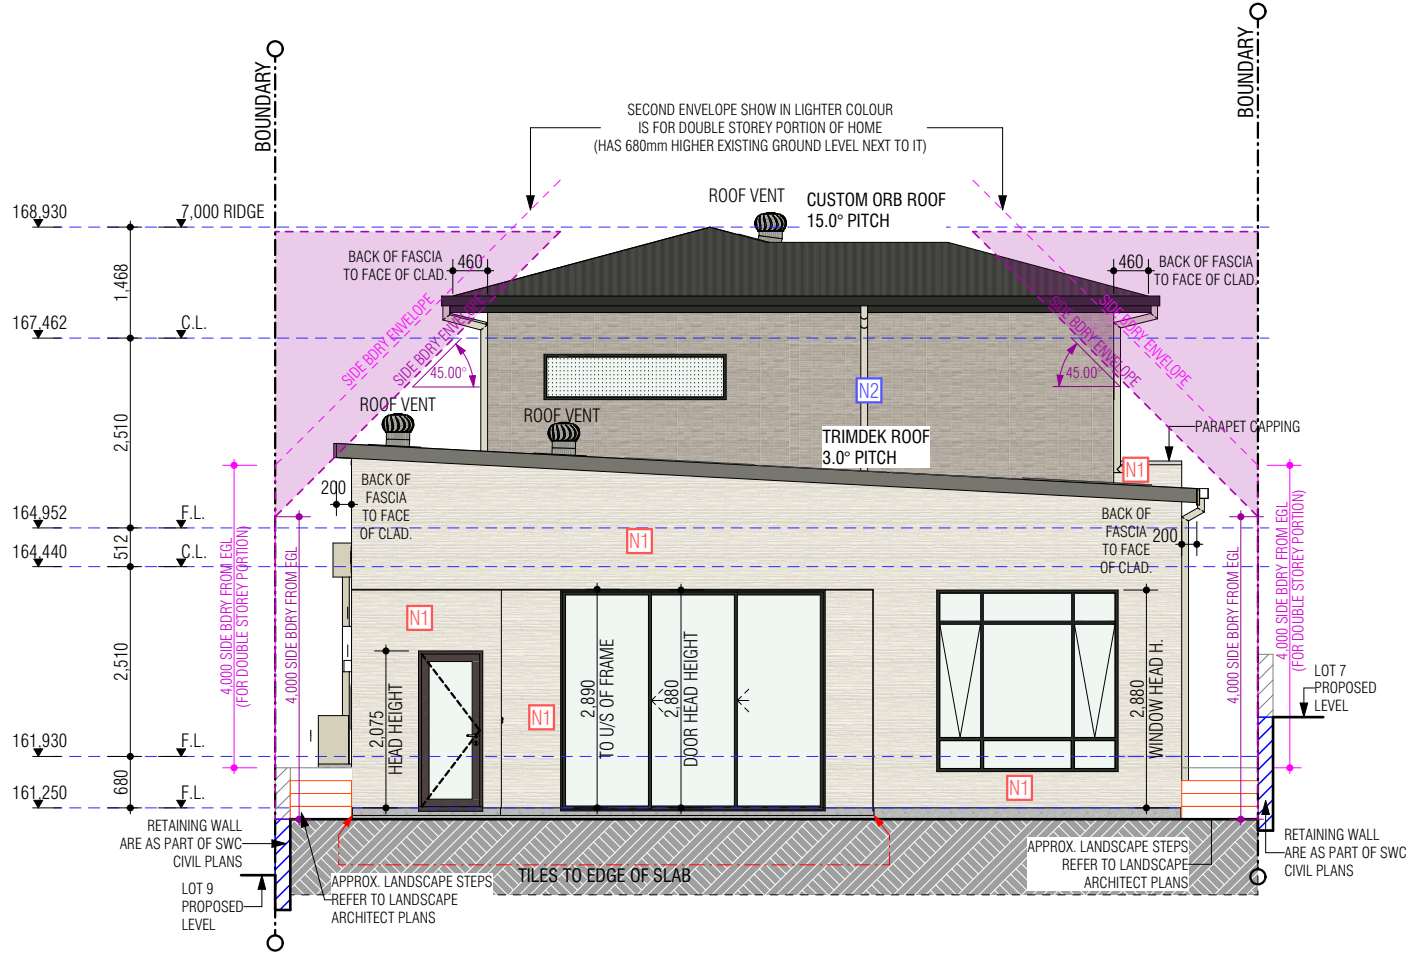 BOUNDARY
BOUNDARY
SECOND ENVELOPE SHOW IN LIGHTER COLOUR
IS FOR DOUBLE STOREY PORTION OF HOME
(HAS 680mm HIGHER EXISTING GROUND LEVEL NEXT TO IT)
ROOF VENT
CUSTOM ORB ROOF
15.0° PITCH
168,930
7,000 RIDGE
1,468
BACK OF FASCIA
TO FACE OF CLAD.
460
460
BACK OF FASCIA
TO FACE OF CLAD.
167,462
C.L.
SIDE BDRY ENVELOPE
SIDE BDRY ENVELOPE
45.00°
SIDE BDRY ENVELOPE
SIDE BDRY ENVELOPE
45.00°
N2
2,510
ROOF VENT
ROOF VENT
TRIMDEK ROOF
3.0° PITCH
PARAPET CAPPING
N1
200
BACK OF
FASCIA
TO FACE
OF CLAD.
BACK OF
FASCIA
TO FACE
OF CLAD.
200
164,952
F.L.
512
164,440
C.L.
N1
4,000 SIDE BDRY FROM EGL
(FOR DOUBLE STOREY PORTION)
4,000 SIDE BDRY FROM EGL
4,000 SIDE BDRY FROM EGL
4,000 SIDE BDRY FROM EGL
(FOR DOUBLE STOREY PORTION)
2,510
N1
2,075
HEAD HEIGHT
N1
2,890
TO U/S OF FRAME
2,880
DOOR HEAD HEIGHT
2,880
WINDOW HEAD H.
N1
LOT 7
PROPOSED
LEVEL
161,930
F.L.
680
161,250
F.L.
RETAINING WALL
ARE AS PART OF SWC
CIVIL PLANS
LOT 9
PROPOSED
LEVEL
APPROX. LANDSCAPE STEPS
REFER TO LANDSCAPE
ARCHITECT PLANS
TILES TO EDGE OF SLAB
APPROX. LANDSCAPE STEPS
REFER TO LANDSCAPE
ARCHITECT PLANS
RETAINING WALL
ARE AS PART OF SWC
CIVIL PLANS